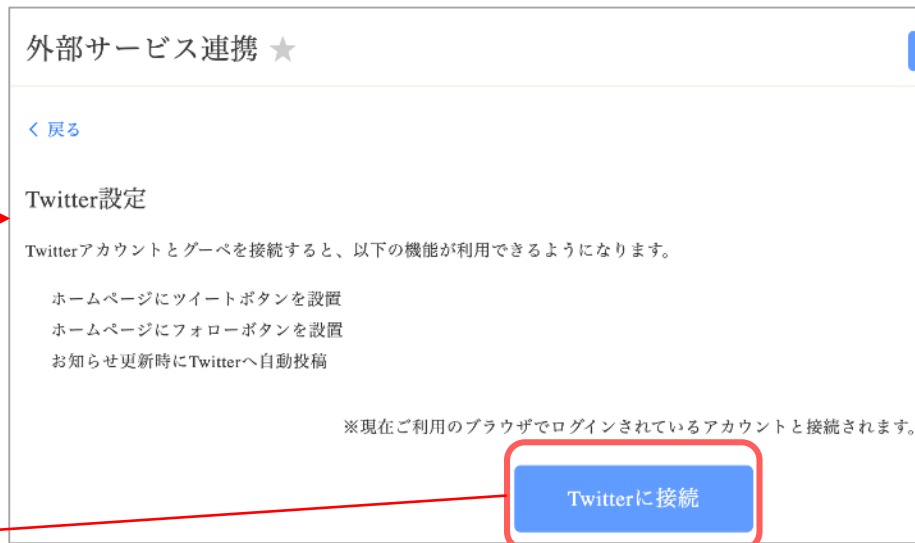 外部サービス連携 ★
< 戻る
Twitter設定
Twitterアカウントとグーペを接続すると、以下の機能が利用できるようになります。
ホームページにツイートボタンを設置
ホームページにフォローボタンを設置
お知らせ更新時にTwitterへ自動投稿
※現在ご利用のブラウザでログインされているアカウントと接続されます。
Twitterに接続